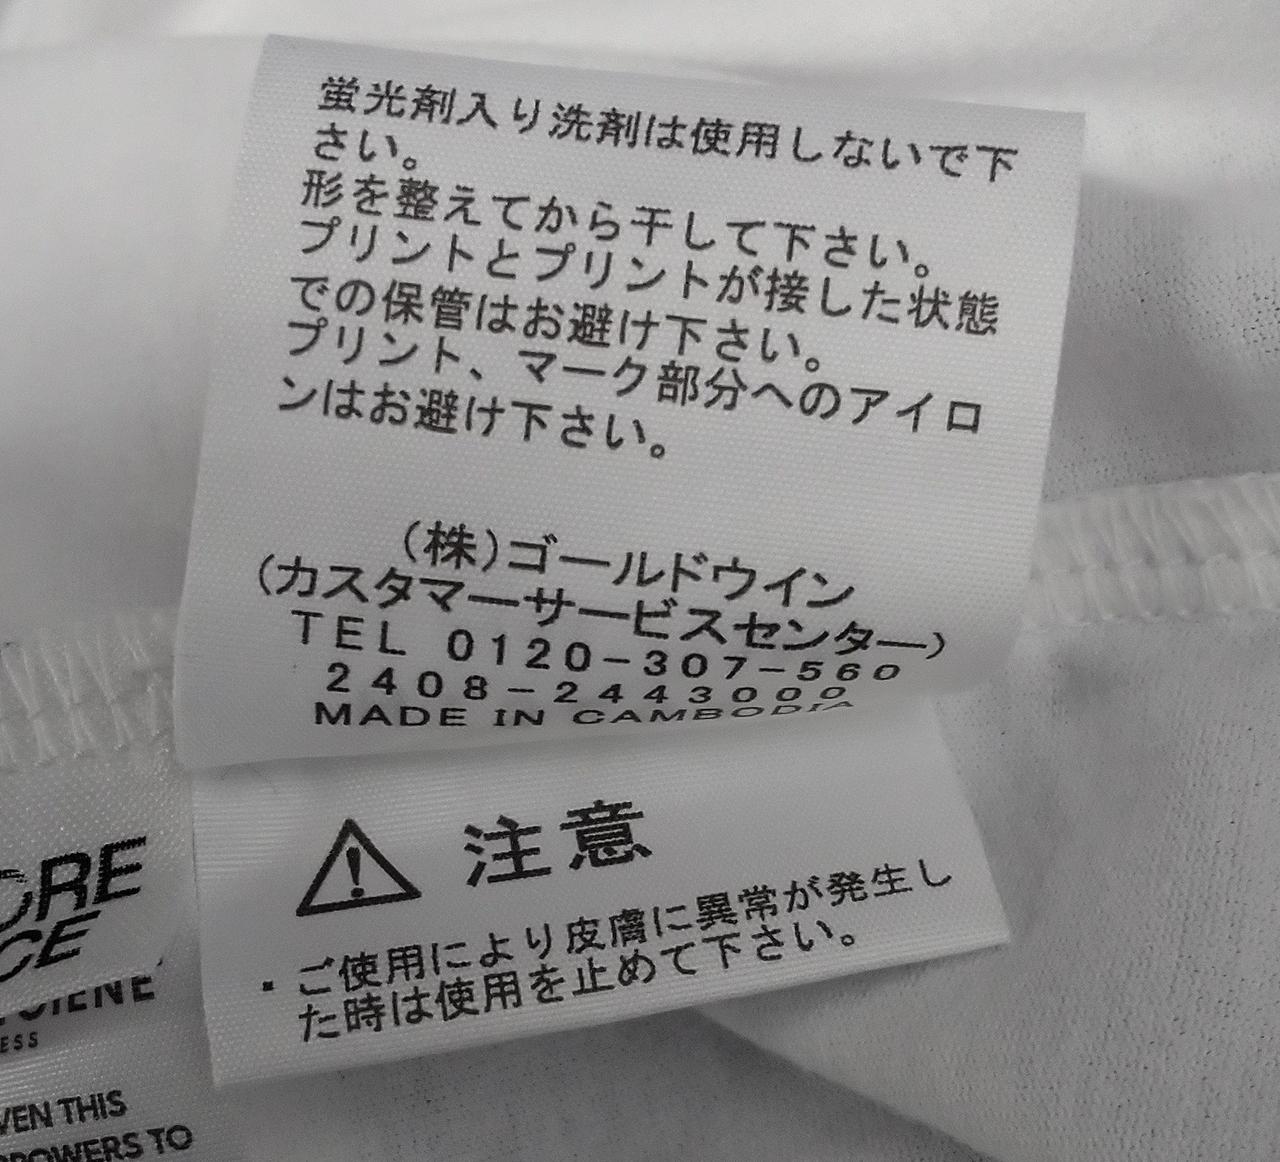 蛍光剤入り洗剤は使用しないで下
さい。
形を整えてから干して下さい。
プリントとプリントが接した状態
での保管はお避け下さい。
プリント、マーク部分へのアイロ
ンはお避け下さい。
(株)ゴールドウイン
(カスタマーサービスセンター)
TEL 0120-307-560
2408-2443000
MADE IN CAMBODIA
注意
・ご使用により皮膚に異常が発生し
た時は使用を止めて下さい。
VEN THIS
TO